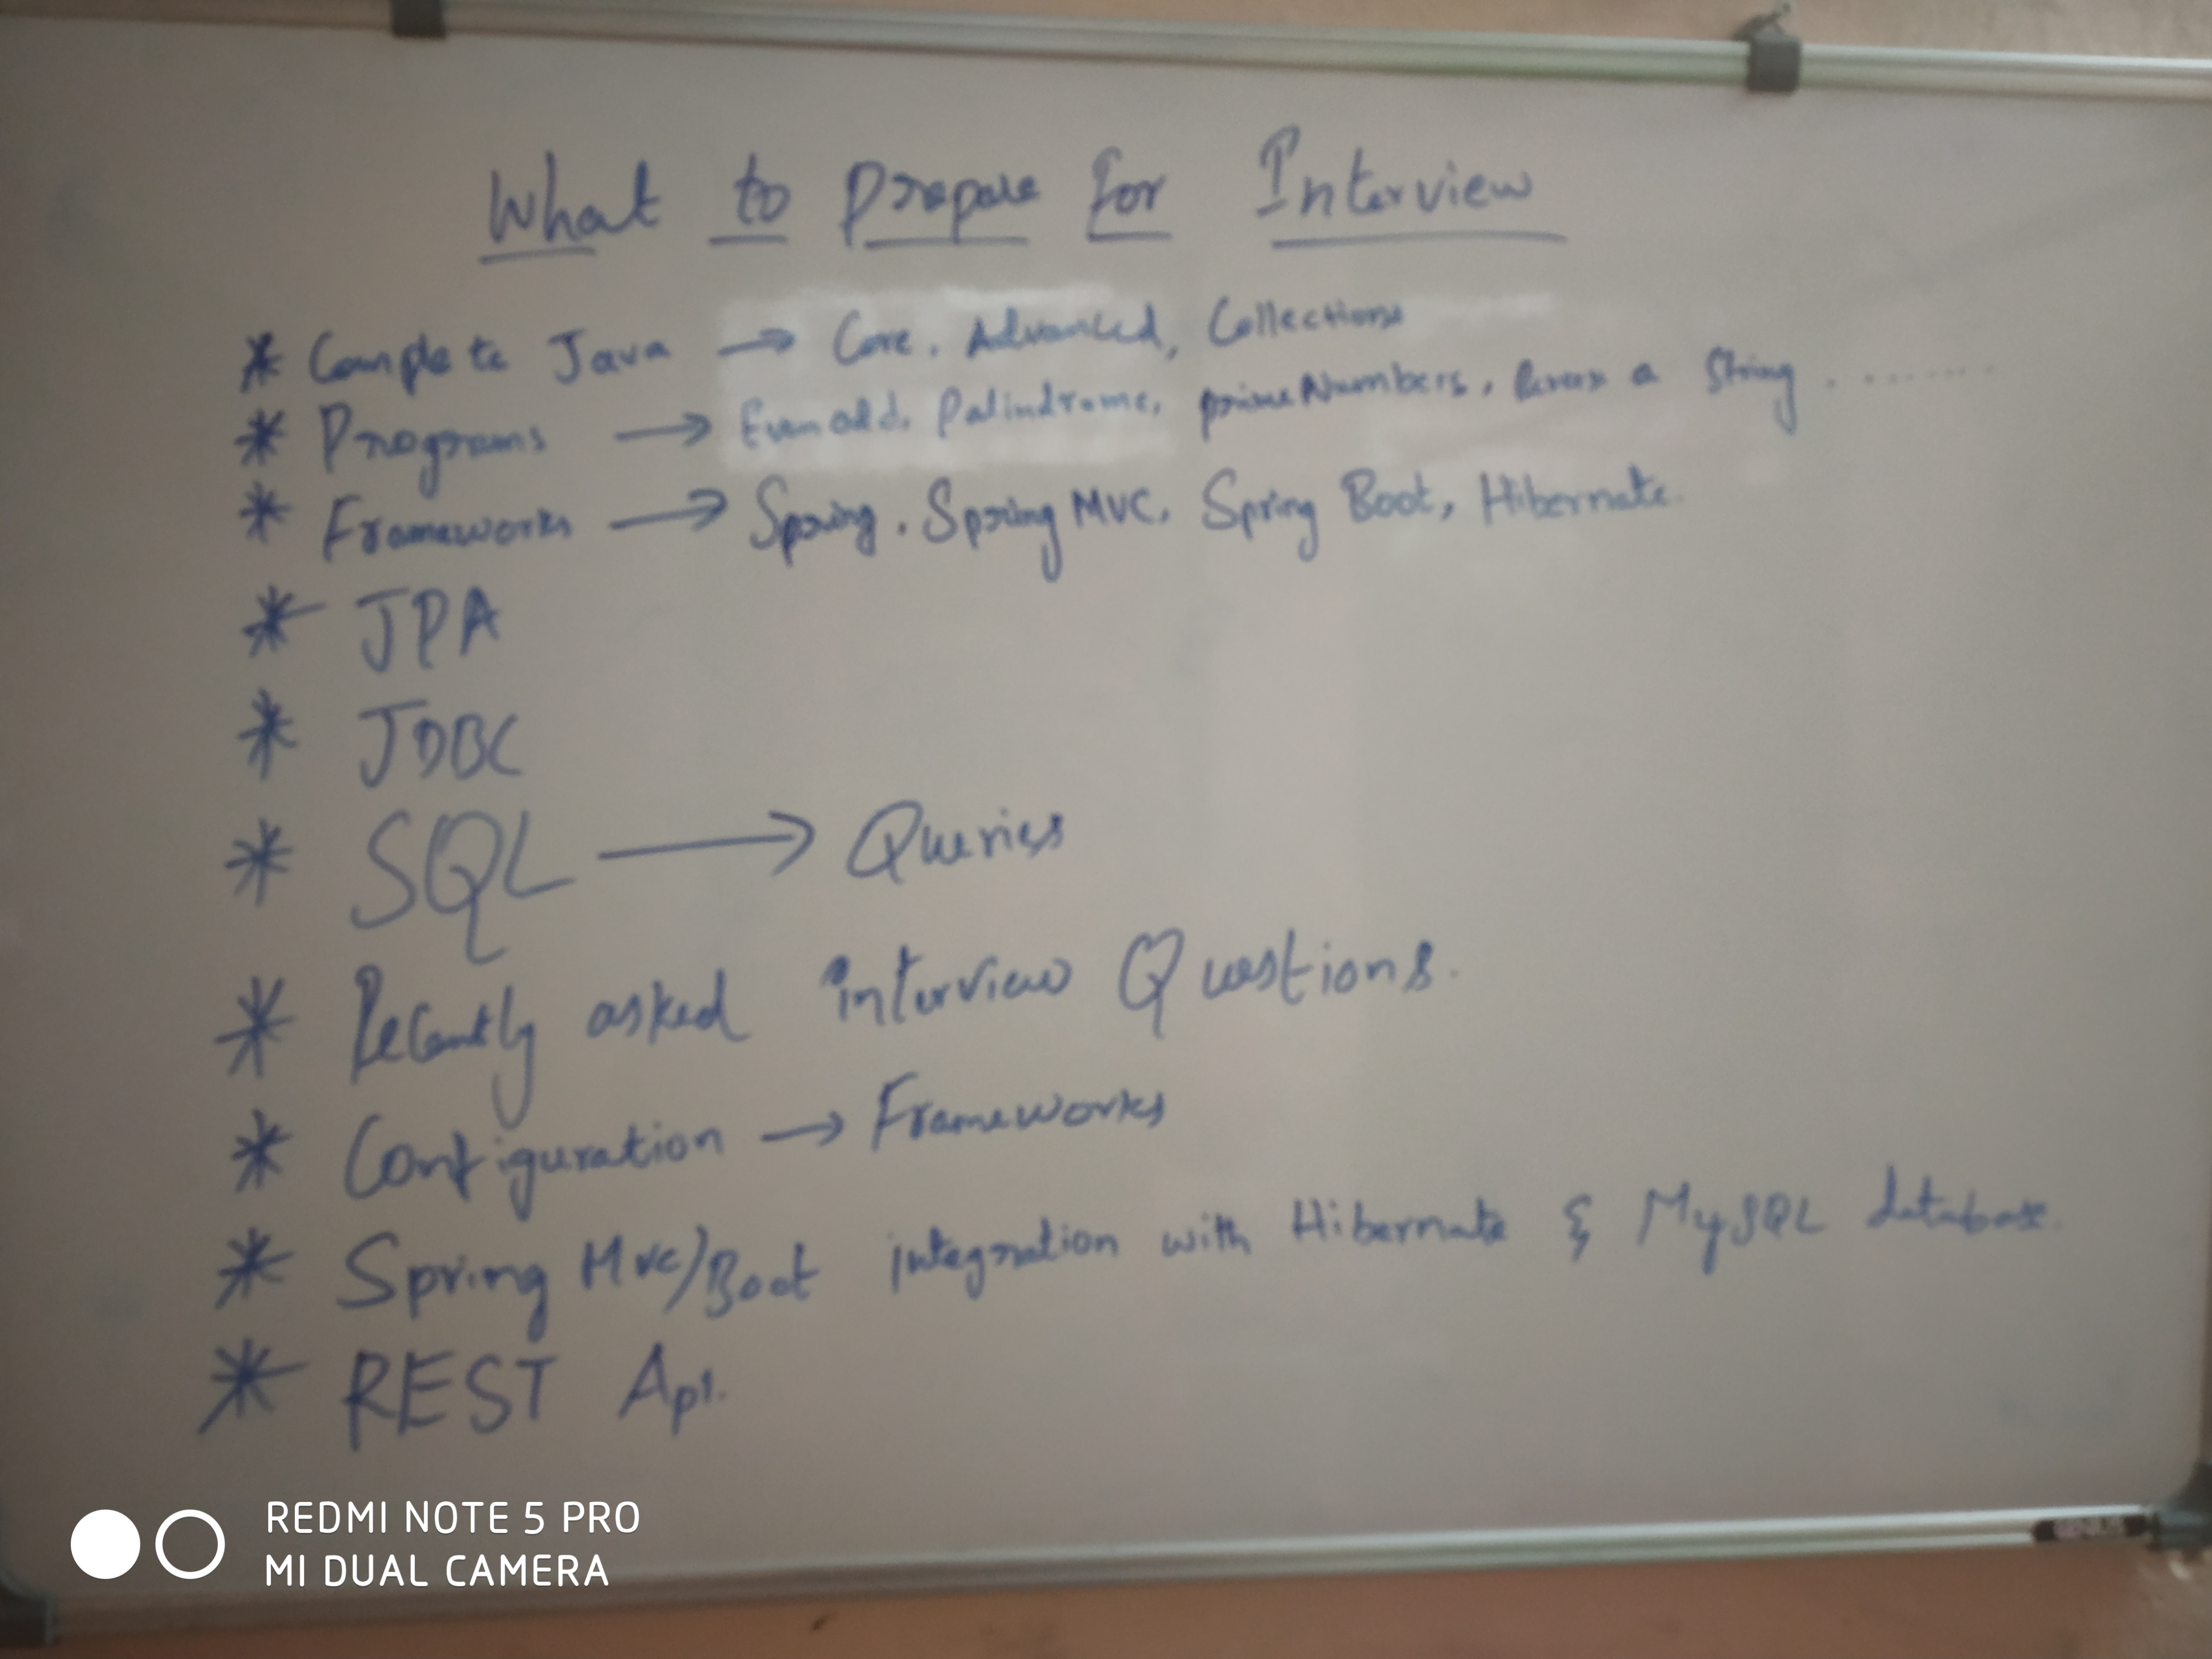 What to Prepare for Interview
* Complete Java → Core, Advanced, Collections
* Programs → Even odd, Palindrome, prime Numbers, a String ........
* Frameworks → Spring, Spring MVC, Spring Boot, Hibernate.
* JPA
* JDBC
* SQL → Queries
* Recently asked interview Questions.
* Configuration → Frameworks
* Spring Mvc/Boot integration with Hibernate & MySQL database.
* REST Api.
REDMI NOTE 5 PRO
MI DUAL CAMERA